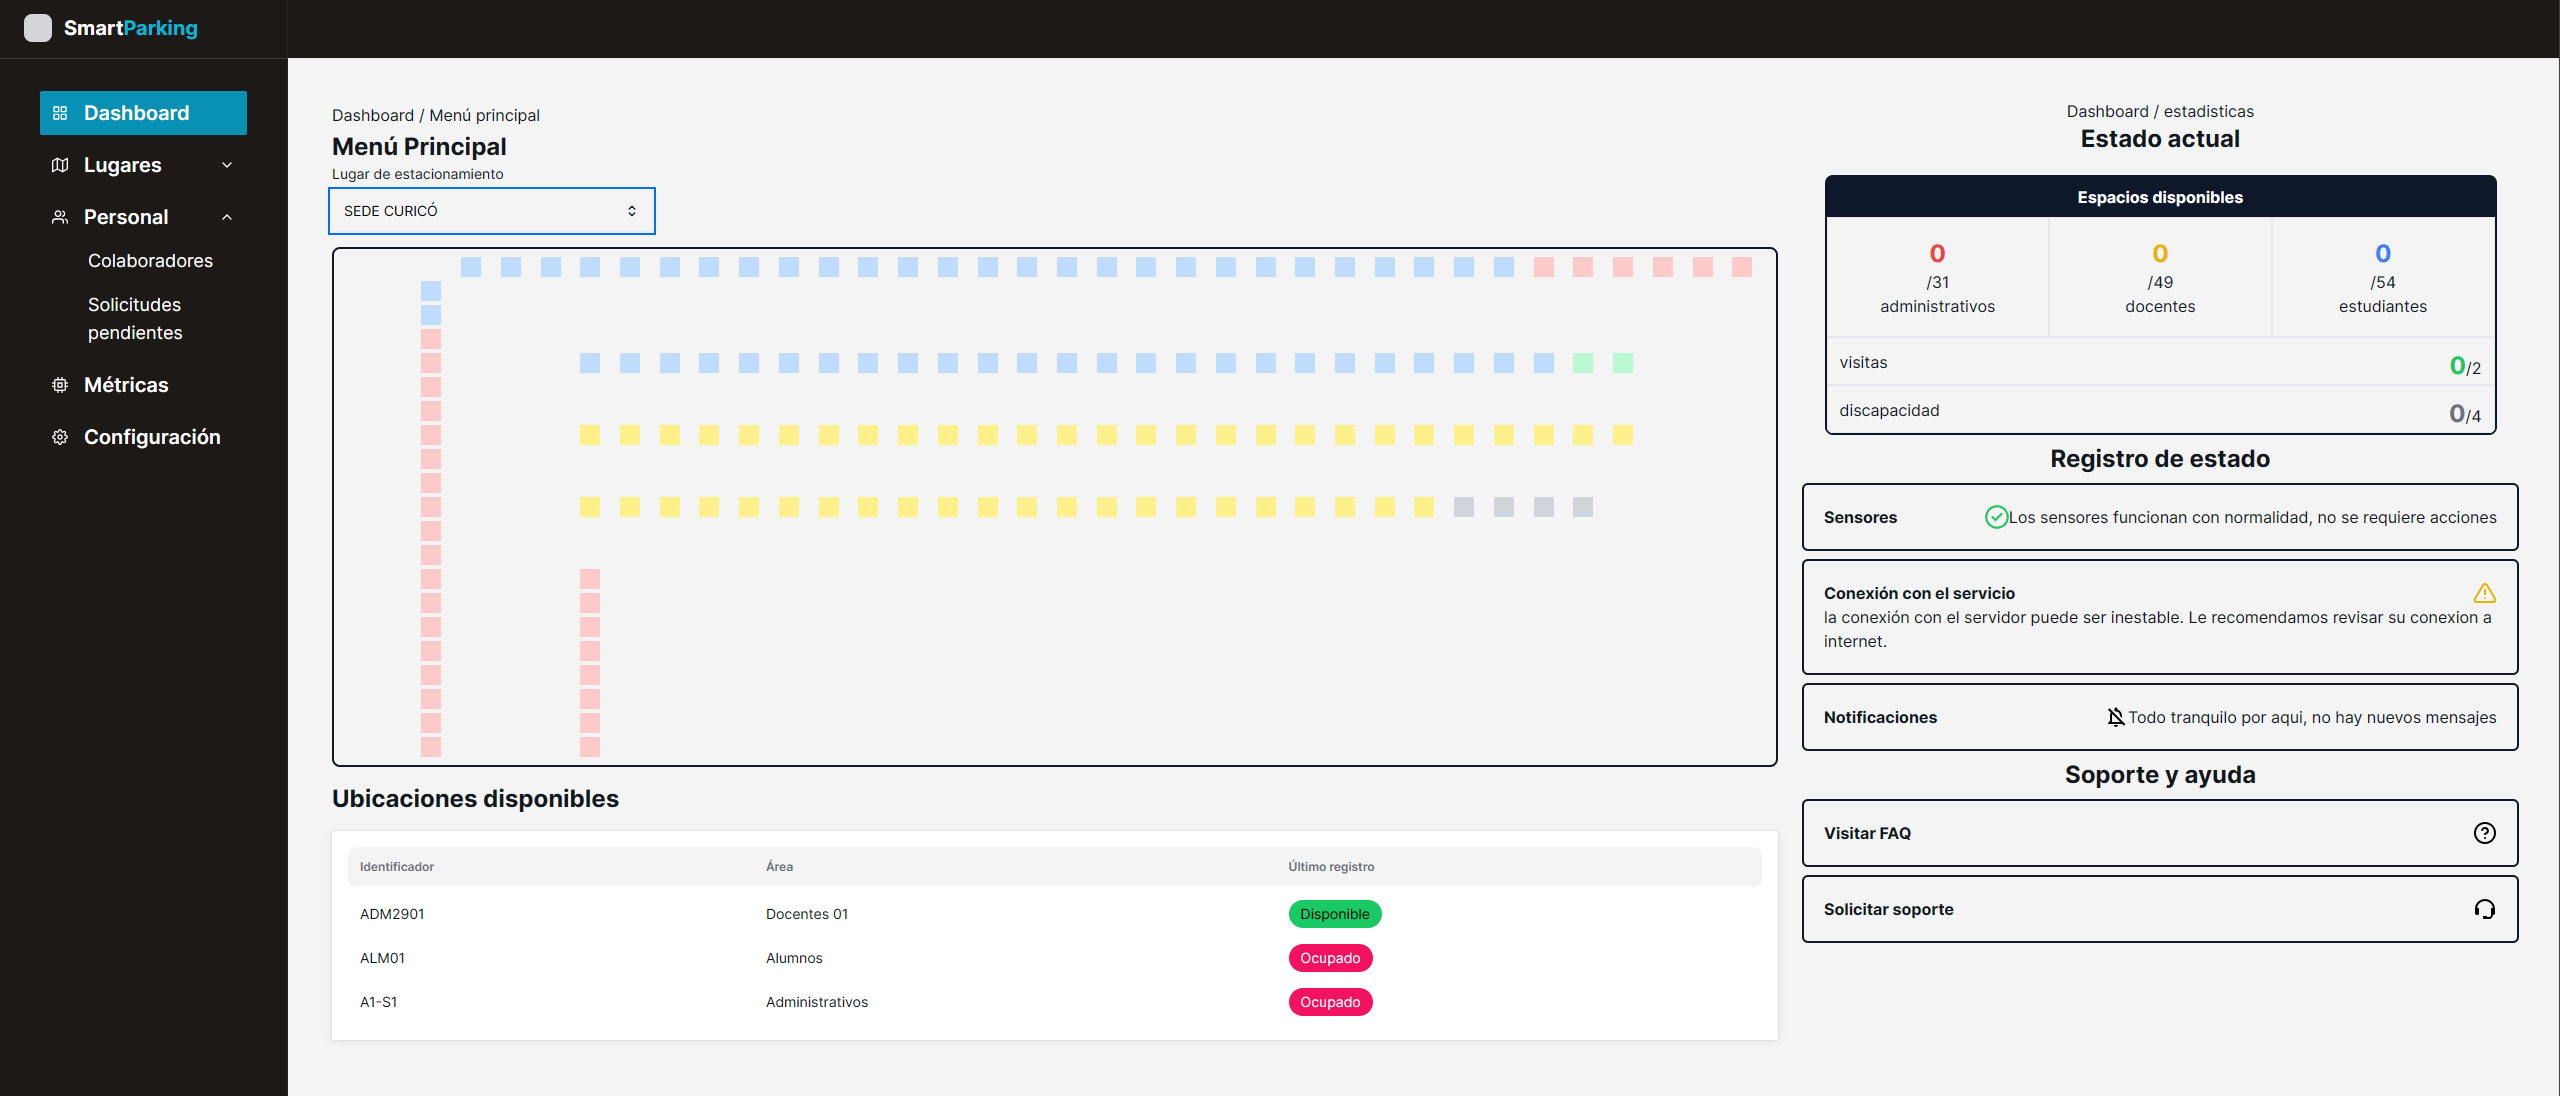 SmartParking
Dashboard
Lugares
Personal
Colaboradores
Solicitudes
pendientes
Métricas
Configuración
Dashboard / Menú principal
Menú Principal
Lugar de estacionamiento
SEDE CURICÓ
Ubicaciones disponibles
Identificador Área Último registro
ADM2901 Docentes 01 Disponible
ALM01 Alumnos Ocupado
A1-S1 Administrativos Ocupado
Dashboard / estadisticas
Estado actual
Espacios disponibles
0 0 0
/31 /49 /54
administrativos docentes estudiantes
visitas 0/2
discapacidad 0/4
Registro de estado
Sensores Los sensores funcionan con normalidad, no se requiere acciones
Conexión con el servicio
la conexión con el servidor puede ser inestable. Le recomendamos revisar su conexion a
internet.
Notificaciones Todo tranquilo por aqui, no hay nuevos mensajes
Soporte y ayuda
Visitar FAQ
Solicitar soporte